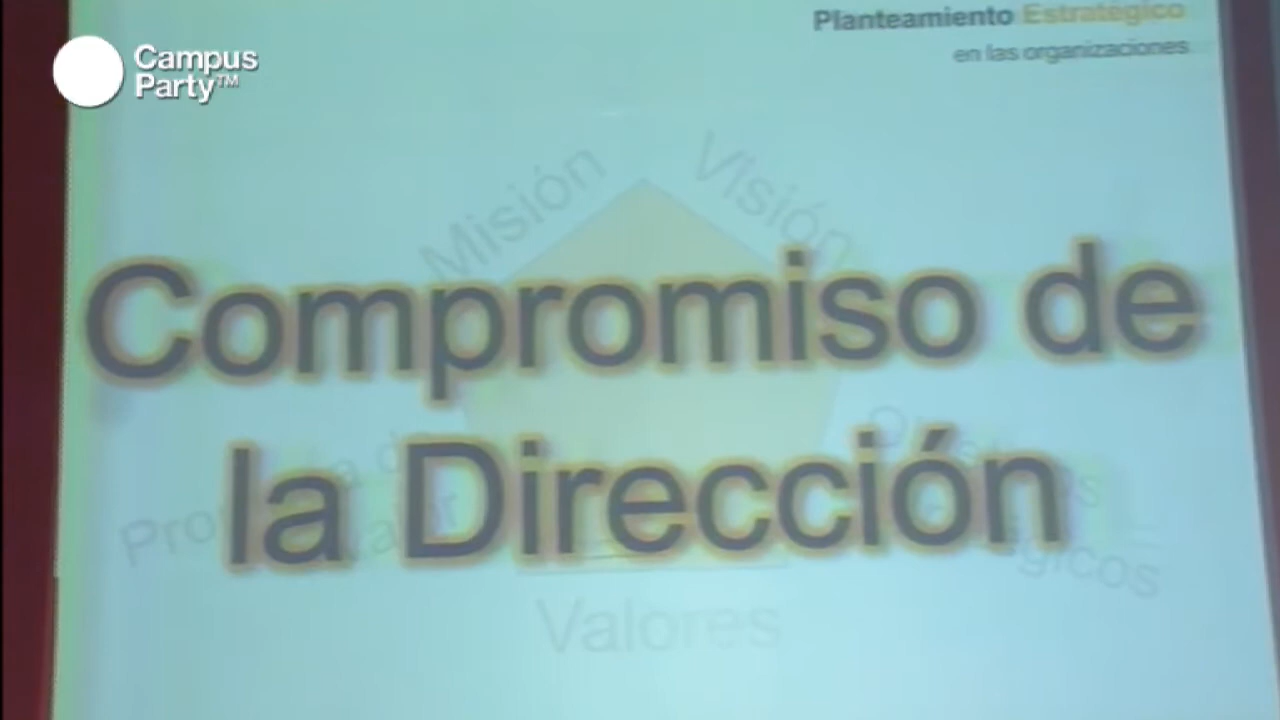 Campus
Party™
Planteamiento Estratégico
en las organizaciones
Misión
Visión
Compromiso de
la Dirección
Valores